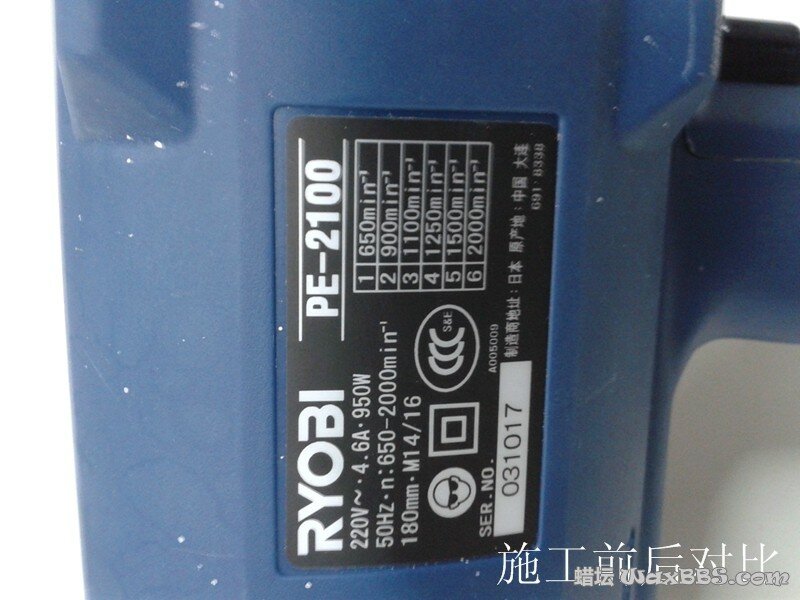 RYOBI PE-2100
220V～·4.6A·950W
50HZ·n:650-2000min⁻¹
180mm·M14/16
1 650min⁻¹
2 900min⁻¹
3 1100min⁻¹
4 1250min⁻¹
5 1500min⁻¹
6 2000min⁻¹
CCC S&E
SER.NO. 031017
A005009
制造商地址:日本 原产地:中国 大连
691 8338
施工前后对比
蜡坛 WaxBBS.com